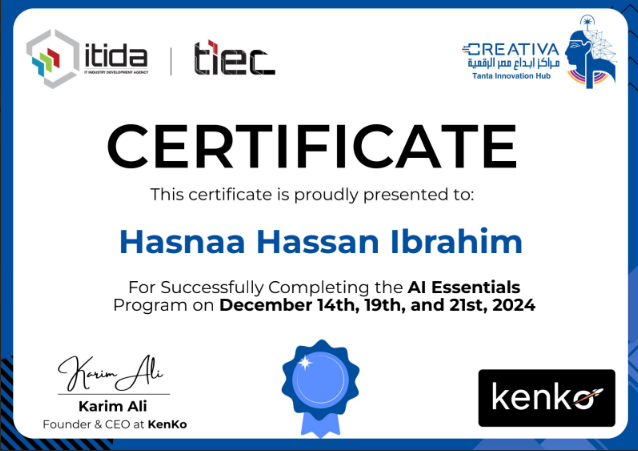 itida
IT INDUSTRY DEVELOPMENT AGENCY
tiec
CREATIVA
مراكز ابداع مصر الرقمية
Tanta Innovation Hub
CERTIFICATE
This certificate is proudly presented to:
Hasnaa Hassan Ibrahim
For Successfully Completing the AI Essentials
Program on December 14th, 19th, and 21st, 2024
Karim Ali
Karim Ali
Founder & CEO at KenKo
kenko